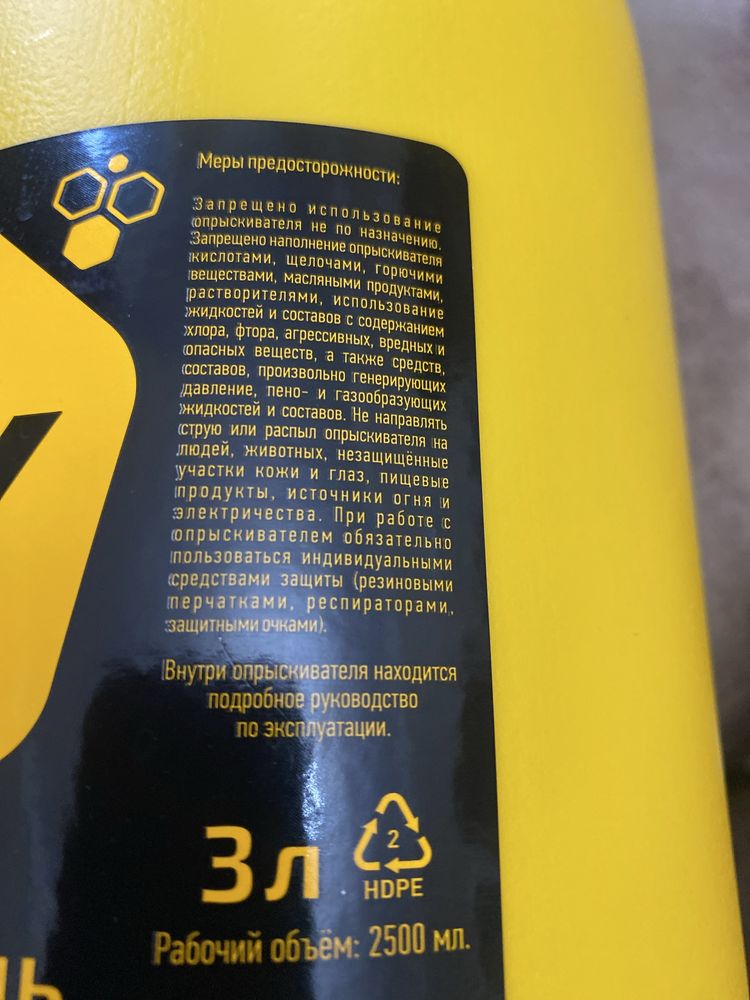 Меры предосторожности:
Запрещено использование
опрыскивателя не по назначению.
Запрещено наполнение опрыскивателя
кислотами, щелочами, горючими
веществами, масляными продуктами,
растворителями, использование
жидкостей и составов с содержанием
хлора, фтора, агрессивных, вредных и
опасных веществ, а также средств,
составов, произвольно генерирующих
давление, пено- и газообразующих
жидкостей и составов. Не направлять
струю или распыл опрыскивателя на
людей, животных, незащищённые
участки кожи и глаз, пищевые
продукты, источники огня и
электричества. При работе с
опрыскивателем обязательно
пользоваться индивидуальными
средствами защиты (резиновыми
перчатками, респираторами,
защитными очками).
Внутри опрыскивателя находится
подробное руководство
по эксплуатации.
3 л
2
HDPE
Рабочий объём: 2500 мл.